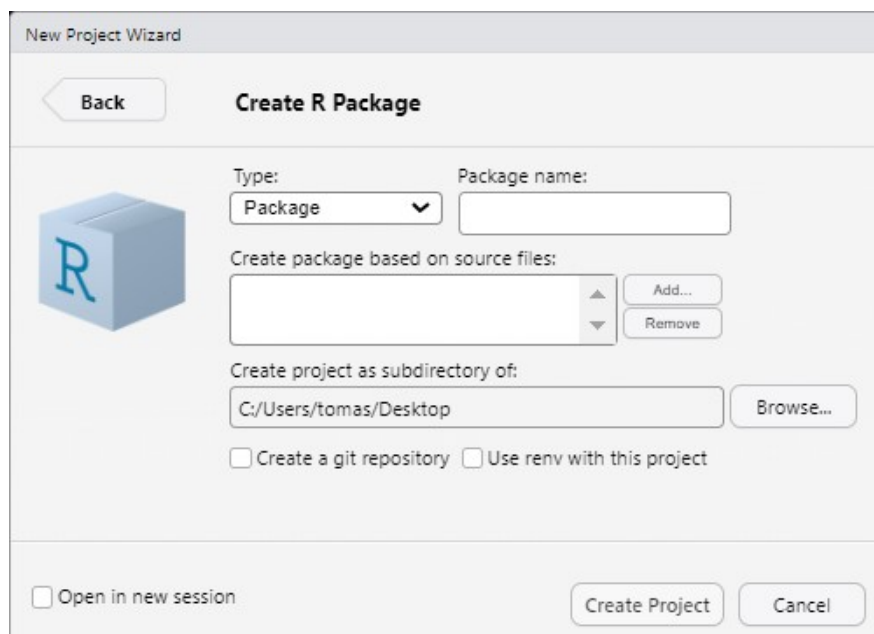 New Project Wizard
Back
Create R Package
Type:
Package name:
Package
R
Create package based on source files:
Add...
Remove
Create project as subdirectory of:
C:/Users/tomas/Desktop
Browse...
Create a git repository
Use renv with this project
Open in new session
Create Project
Cancel